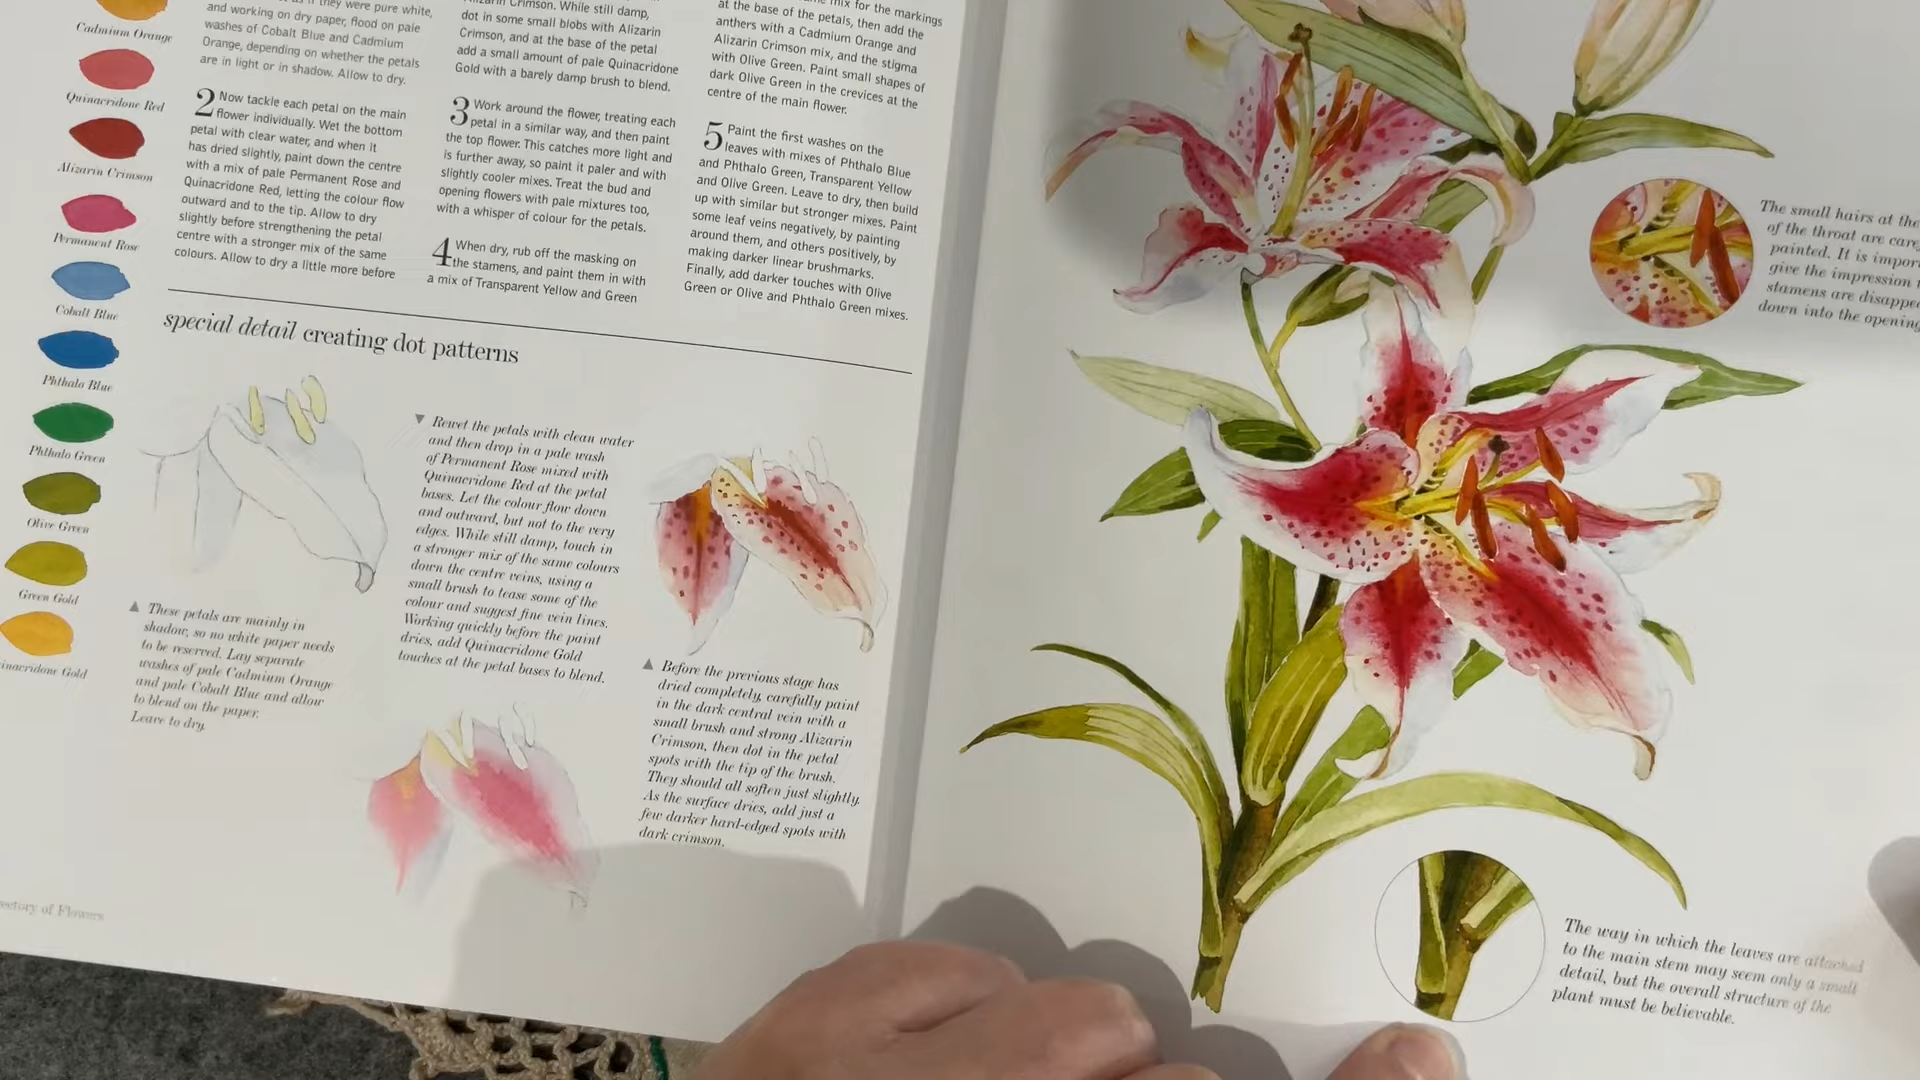 Cadmium Orange
Quinacridone Red
Alizarin Crimson
Permanent Rose
Cobalt Blue
Phthalo Blue
Phthalo Green
Olive Green
Green Gold
inacridone Gold
they were pure white,
and working on dry paper, flood on pale
washes of Cobalt Blue and Cadmium
Orange, depending on whether the petals
are in light or in shadow. Allow to dry.
2 Now tackle each petal on the main
flower individually. Wet the bottom
petal with clear water, and when it
has dried slightly, paint down the centre
with a mix of pale Permanent Rose and
Quinacridone Red, letting the colour flow
outward and to the tip. Allow to dry
slightly before strengthening the petal
centre with a stronger mix of the same
colours. Allow to dry a little more before
Alizarin Crimson. While still damp,
dot in some small blobs with Alizarin
Crimson, and at the base of the petal
add a small amount of pale Quinacridone
Gold with a barely damp brush to blend.
3 Work around the flower, treating each
petal in a similar way, and then paint
the top flower. This catches more light and
is further away, so paint it paler and with
slightly cooler mixes. Treat the bud and
opening flowers with pale mixtures too,
with a whisper of colour for the petals.
4 When dry, rub off the masking on
the stamens, and paint them in with
a mix of Transparent Yellow and Green
mix for the markings
at the base of the petals, then add the
anthers with a Cadmium Orange and
Alizarin Crimson mix, and the stigma
with Olive Green. Paint small shapes of
dark Olive Green in the crevices at the
centre of the main flower.
5 Paint the first washes on the
leaves with mixes of Phthalo Blue
and Phthalo Green, Transparent Yellow
and Olive Green. Leave to dry, then build
up with similar but stronger mixes. Paint
some leaf veins negatively, by painting
around them, and others positively, by
making darker linear brushmarks.
Finally, add darker touches with Olive
Green or Olive and Phthalo Green mixes.
special detail creating dot patterns
▲ These petals are mainly in
shadow, so no white paper needs
to be reserved. Lay separate
washes of pale Cadmium Orange
and pale Cobalt Blue and allow
to blend on the paper.
Leave to dry.
▼ Rewet the petals with clean water
and then drop in a pale wash
of Permanent Rose mixed with
Quinacridone Red at the petal
bases. Let the colour flow down
and outward, but not to the very
edges. While still damp, touch in
a stronger mix of the same colours
down the centre veins, using a
small brush to tease some of the
colour and suggest fine vein lines.
Working quickly before the paint
dries, add Quinacridone Gold
touches at the petal bases to blend.
▲ Before the previous stage has
dried completely, carefully paint
in the dark central vein with a
small brush and strong Alizarin
Crimson, then dot in the petal
spots with the tip of the brush.
They should all soften just slightly.
As the surface dries, add just a
few darker hard-edged spots with
dark crimson.
ectory of Flowers
The small hairs at the
of the throat are care
painted. It is impor
give the impression
stamens are disappe
down into the opening
The way in which the leaves are attached
to the main stem may seem only a small
detail, but the overall structure of the
plant must be believable.